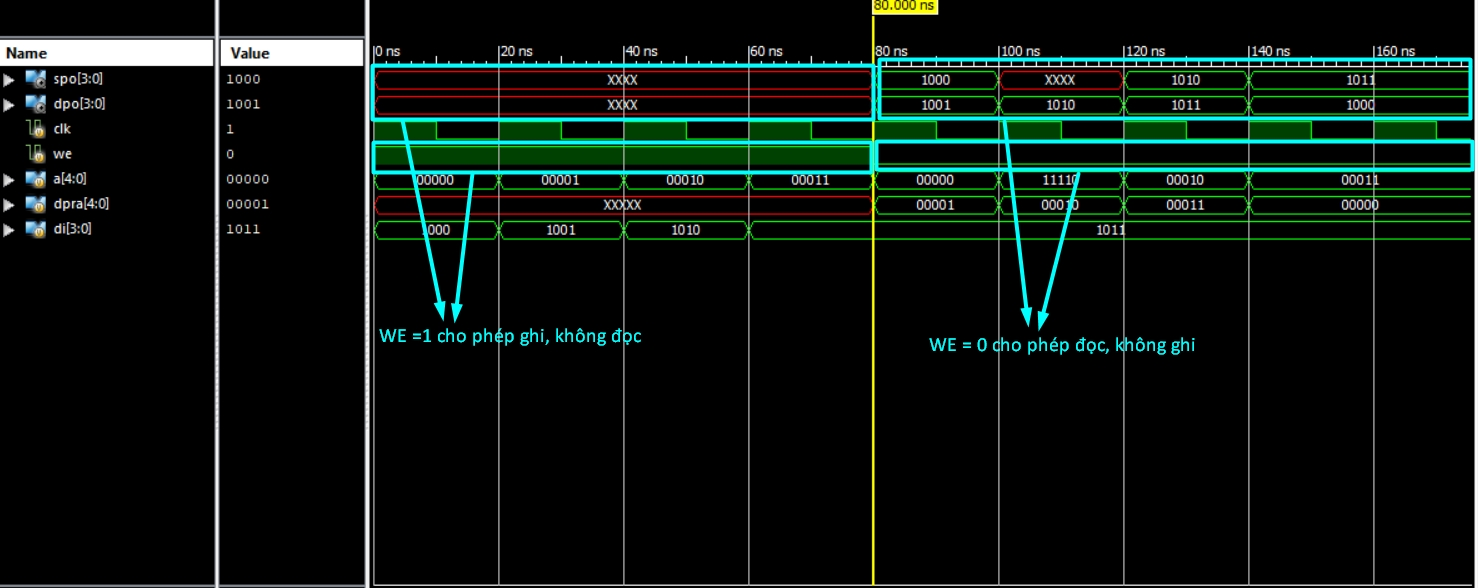 80.000 ns
Name Value 0 ns 20 ns 40 ns 60 ns 80 ns 100 ns 120 ns 140 ns 160 ns
spo[3:0] 1000 XXXX 1000 XXXX 1010 1011
dpo[3:0] 1001 XXXX 1001 1010 1011 1000
clk 1
we 0
a[4:0] 00000 00000 00001 00010 00011 00000 11110 00010 00011
dpra[4:0] 00001 XXXXX 00001 00010 00011 00000
di[3:0] 1011 1000 1001 1010 1011
WE =1 cho phép ghi, không đọc
WE = 0 cho phép đọc, không ghi